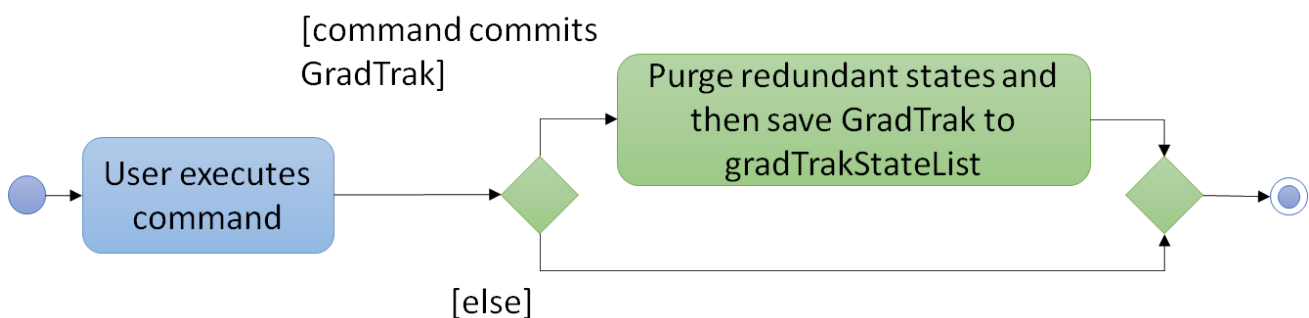 [command commits
GradTrak]
Purge redundant states and
then save GradTrak to
gradTrakStateList
User executes
command
[else]